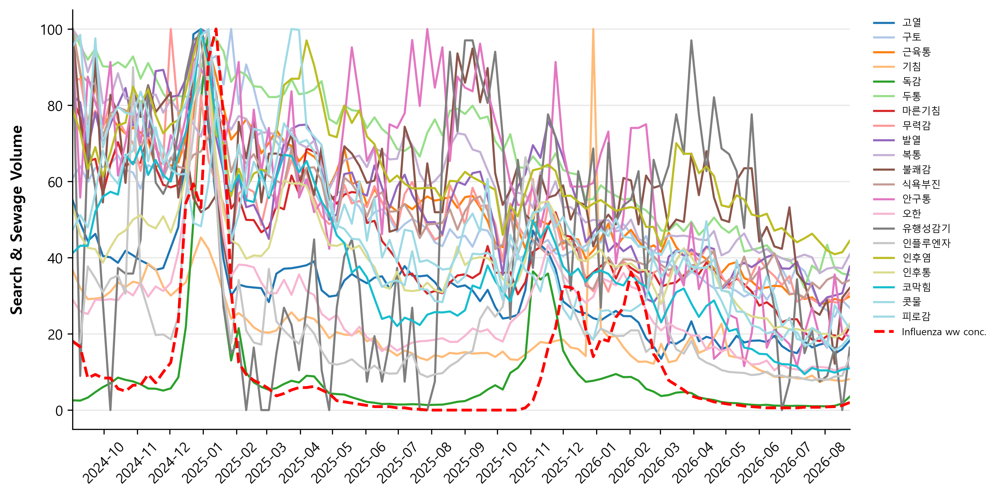 Search & Sewage Volume
100
80
60
40
20
0
2024-10
2024-11
2024-12
2025-01
2025-02
2025-03
2025-04
2025-05
2025-06
2025-07
2025-08
2025-09
2025-10
2025-11
2025-12
2026-01
2026-02
2026-03
2026-04
2026-05
2026-06
2026-07
2026-08
고열
구토
근육통
기침
독감
두통
마른기침
무력감
발열
복통
불쾌감
식욕부진
안구통
오한
유행성감기
인플루엔자
인후염
인후통
코막힘
콧물
피로감
Influenza ww conc.